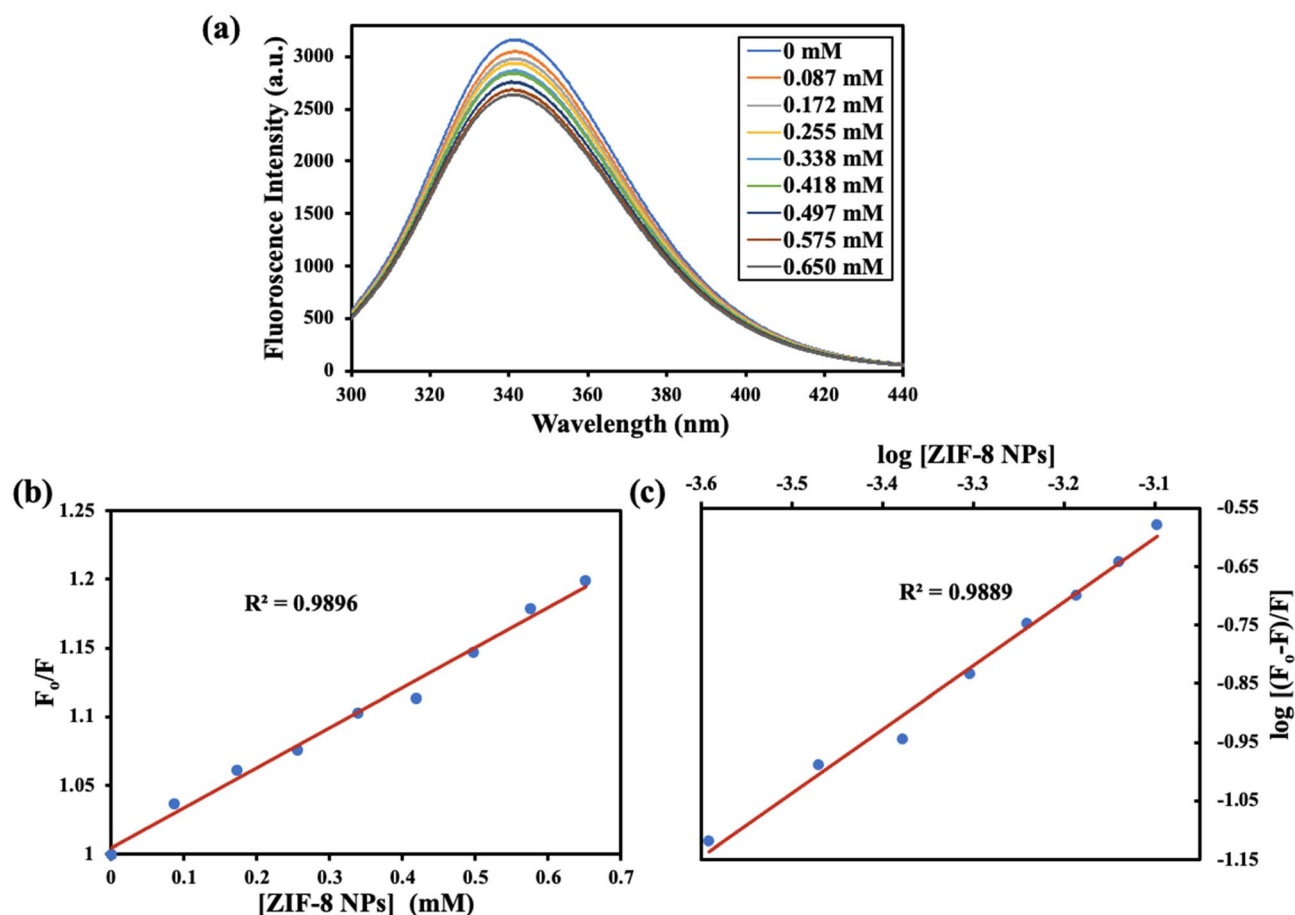 (a)
Fluoroscence Intensity (a.u.)
3000
2500
2000
1500
1000
500
0
300 320 340 360 380 400 420 440
Wavelength (nm)
0 mM
0.087 mM
0.172 mM
0.255 mM
0.338 mM
0.418 mM
0.497 mM
0.575 mM
0.650 mM
(b)
1.25
1.2
1.15
1.1
1.05
1
Fo/F
R² = 0.9896
0 0.1 0.2 0.3 0.4 0.5 0.6 0.7
[ZIF-8 NPs] (mM)
(c)
log [ZIF-8 NPs]
-3.6 -3.5 -3.4 -3.3 -3.2 -3.1
R² = 0.9889
-0.55
-0.65
-0.75
-0.85
-0.95
-1.05
-1.15
log [(Fo-F)/F]